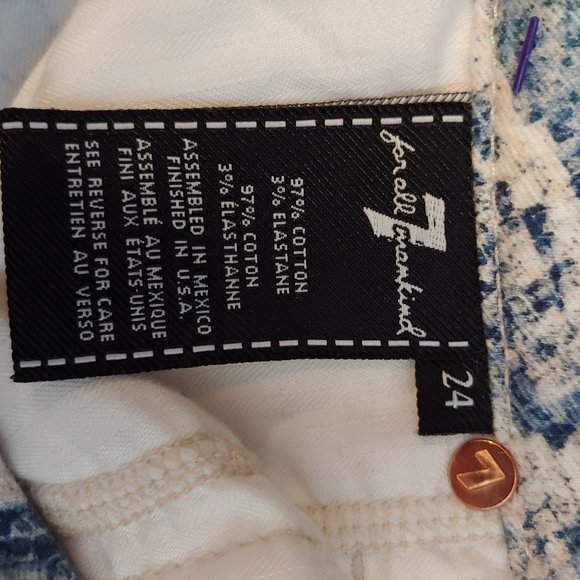 for all 7 mankind
97% COTTON
3% ELASTANE
97% COTON
3% ÉLASTHANNE
ASSEMBLED IN MEXICO
FINISHED IN U.S.A.
ASSEMBLÉ AU MEXIQUE
FINI AUX ÉTATS-UNIS
SEE REVERSE FOR CARE
ENTRETIEN AU VERSO
24
7